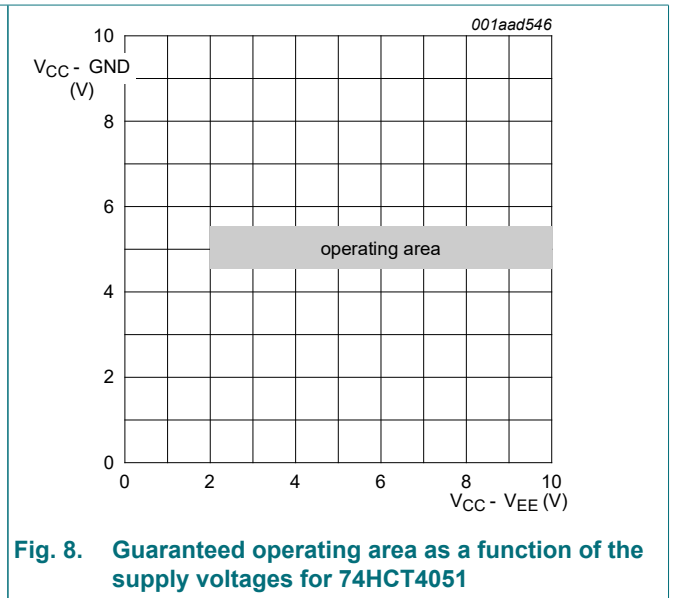 001aad546
10
VCC - GND
(V)
8
6
operating area
4
2
0
0 2 4 6 8 10
VCC - VEE (V)
Fig. 8. Guaranteed operating area as a function of the
supply voltages for 74HCT4051